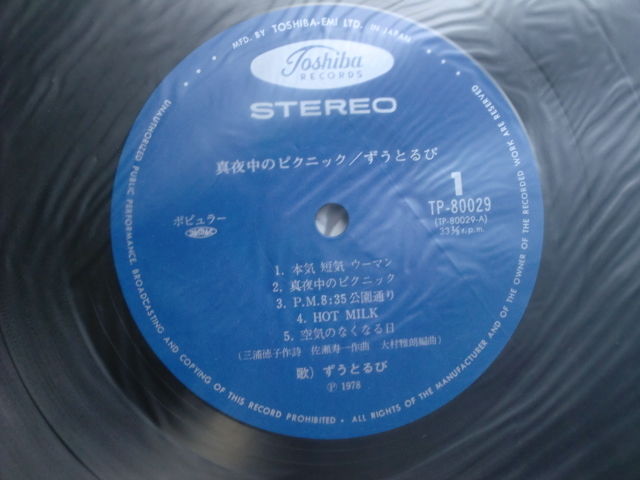 MFD. BY TOSHIBA-EMI LTD. IN JAPAN
Toshiba
RECORDS
STEREO
真夜中のピクニック/ずうとるび
1
TP-80029
(TP-80029-A)
33⅓ r.p.m.
ポピュラー
1. 本気 短気 ウーマン
2. 真夜中のピクニック
3. P.M.8:35公園通り
4. HOT MILK
5. 空気のなくなる日
(三浦徳子作詩 佐瀬寿一作曲 大村雅朗編曲)
歌) ずうとるび
Ⓟ 1978
UNAUTHORIZED PUBLIC PERFORMANCE, BROADCASTING AND COPYING OF THIS RECORD PROHIBITED • ALL RIGHTS OF THE MANUFACTURER AND OF THE OWNER OF THE RECORDED WORK ARE RESERVED